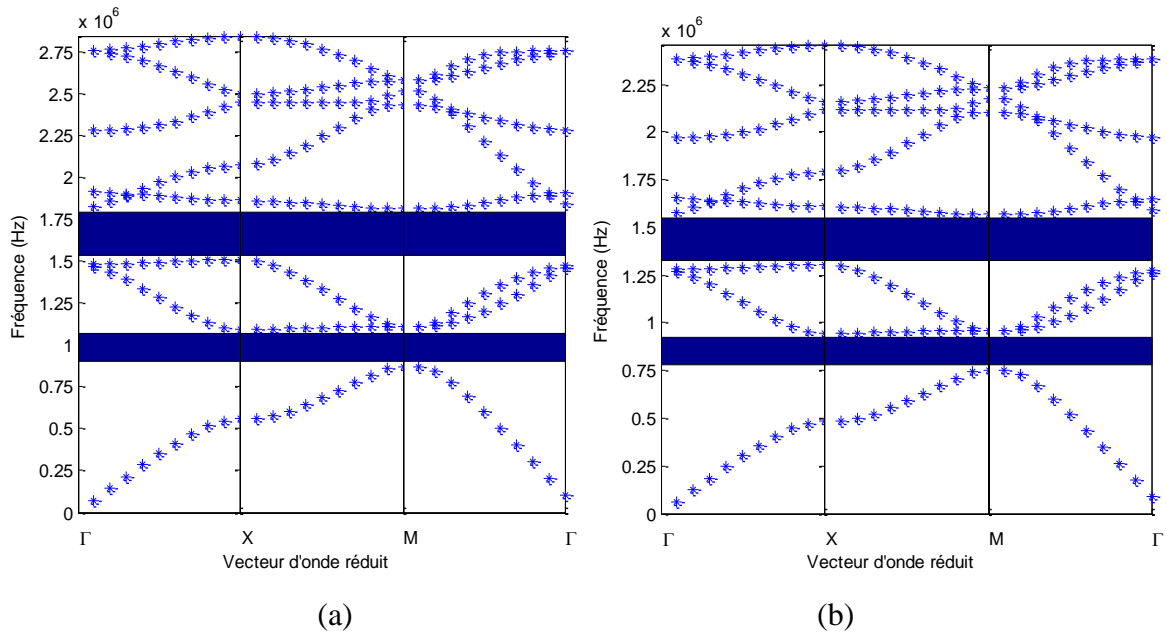 x 10^6
2.75
2.5
2.25
2
1.75
1.5
1.25
1
0.75
0.5
0.25
0
Fréquence (Hz)
Γ X M Γ
Vecteur d'onde réduit
(a)
x 10^6
2.25
2
1.75
1.5
1.25
1
0.75
0.5
0.25
0
Fréquence (Hz)
Γ X M Γ
Vecteur d'onde réduit
(b)